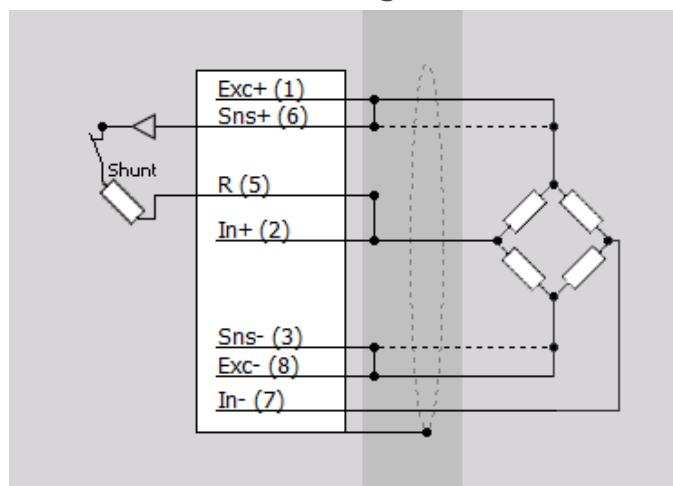 Exc+ (1)
Sns+ (6)
Shunt
R (5)
In+ (2)
Sns- (3)
Exc- (8)
In- (7)